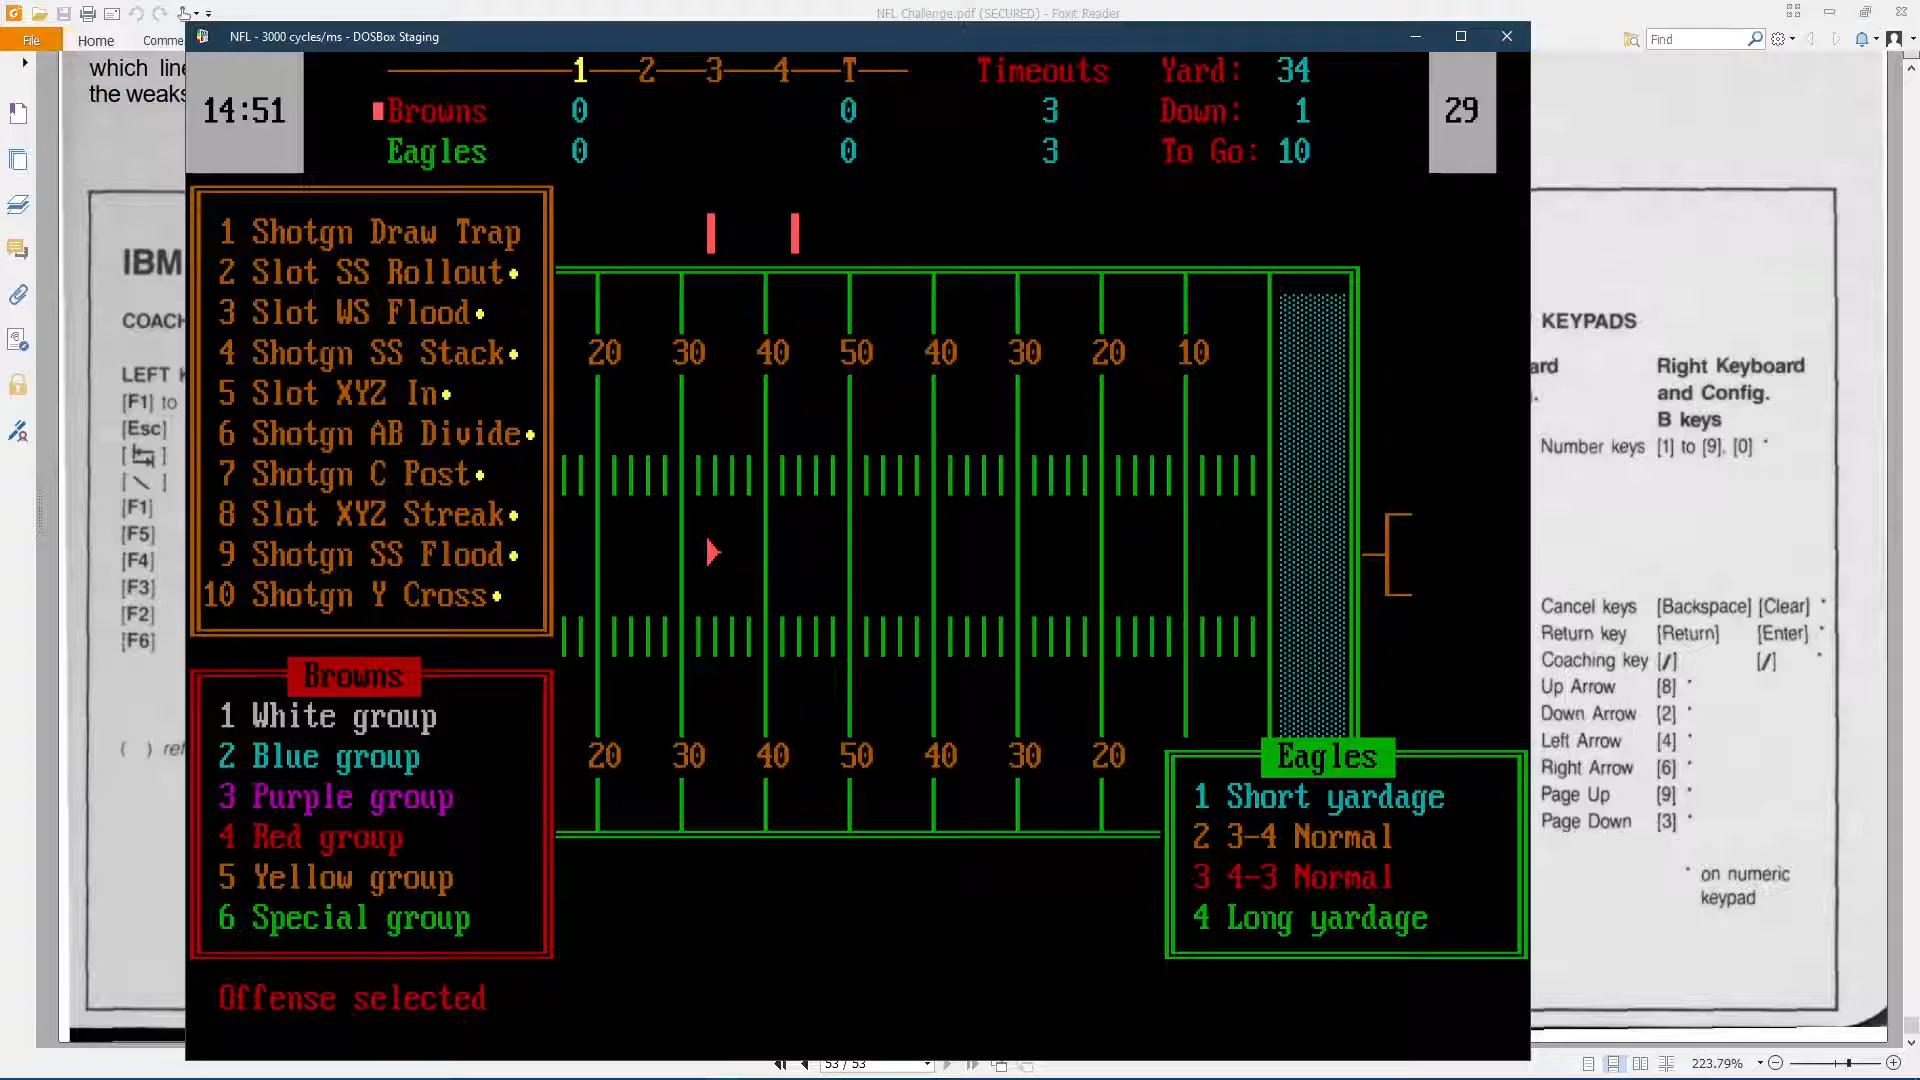 NFL Challenge.pdf (SECURED) - Foxit Reader
File Home Comme Find
which line
the weaks
NFL - 3000 cycles/ms - DOSBox Staging
14:51
1 2 3 4 T Timeouts Yard: 34
Browns 0 0 3 Down: 1
Eagles 0 0 3 To Go: 10
29
1 Shotgn Draw Trap
2 Slot SS Rollout•
3 Slot WS Flood•
4 Shotgn SS Stack•
5 Slot XYZ In•
6 Shotgn AB Divide•
7 Shotgn C Post•
8 Slot XYZ Streak•
9 Shotgn SS Flood•
10 Shotgn Y Cross•
20 30 40 50 40 30 20 10
20 30 40 50 40 30 20
Browns
1 White group
2 Blue group
3 Purple group
4 Red group
5 Yellow group
6 Special group
Eagles
1 Short yardage
2 3-4 Normal
3 4-3 Normal
4 Long yardage
Offense selected
IBM
COACH
LEFT K
[F1] to
[Esc]
[\]
[F1]
[F5]
[F4]
[F3]
[F2]
[F6]
( ) ref
KEYPADS
ard Right Keyboard
and Config.
B keys
Number keys [1] to [9], [0] *
Cancel keys [Backspace] [Clear] *
Return key [Return] [Enter] *
Coaching key [/] [/] *
Up Arrow [8] *
Down Arrow [2] *
Left Arrow [4] *
Right Arrow [6] *
Page Up [9] *
Page Down [3] *
* on numeric
keypad
53 / 53
223.79%